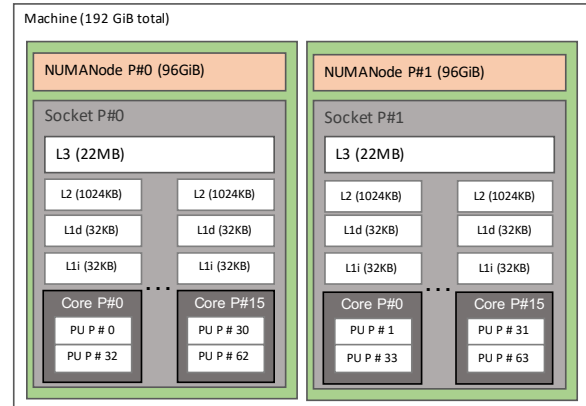 Machine (192 GiB total)
NUMANode P#0 (96GiB)
Socket P#0
L3 (22MB)
L2 (1024KB) L2 (1024KB)
L1d (32KB) L1d (32KB)
L1i (32KB) L1i (32KB)
...
Core P#0 Core P#15
PU P # 0 PU P # 30
PU P # 32 PU P # 62
NUMANode P#1 (96GiB)
Socket P#1
L3 (22MB)
L2 (1024KB) L2 (1024KB)
L1d (32KB) L1d (32KB)
L1i (32KB) L1i (32KB)
...
Core P#0 Core P#15
PU P # 1 PU P # 31
PU P # 33 PU P # 63